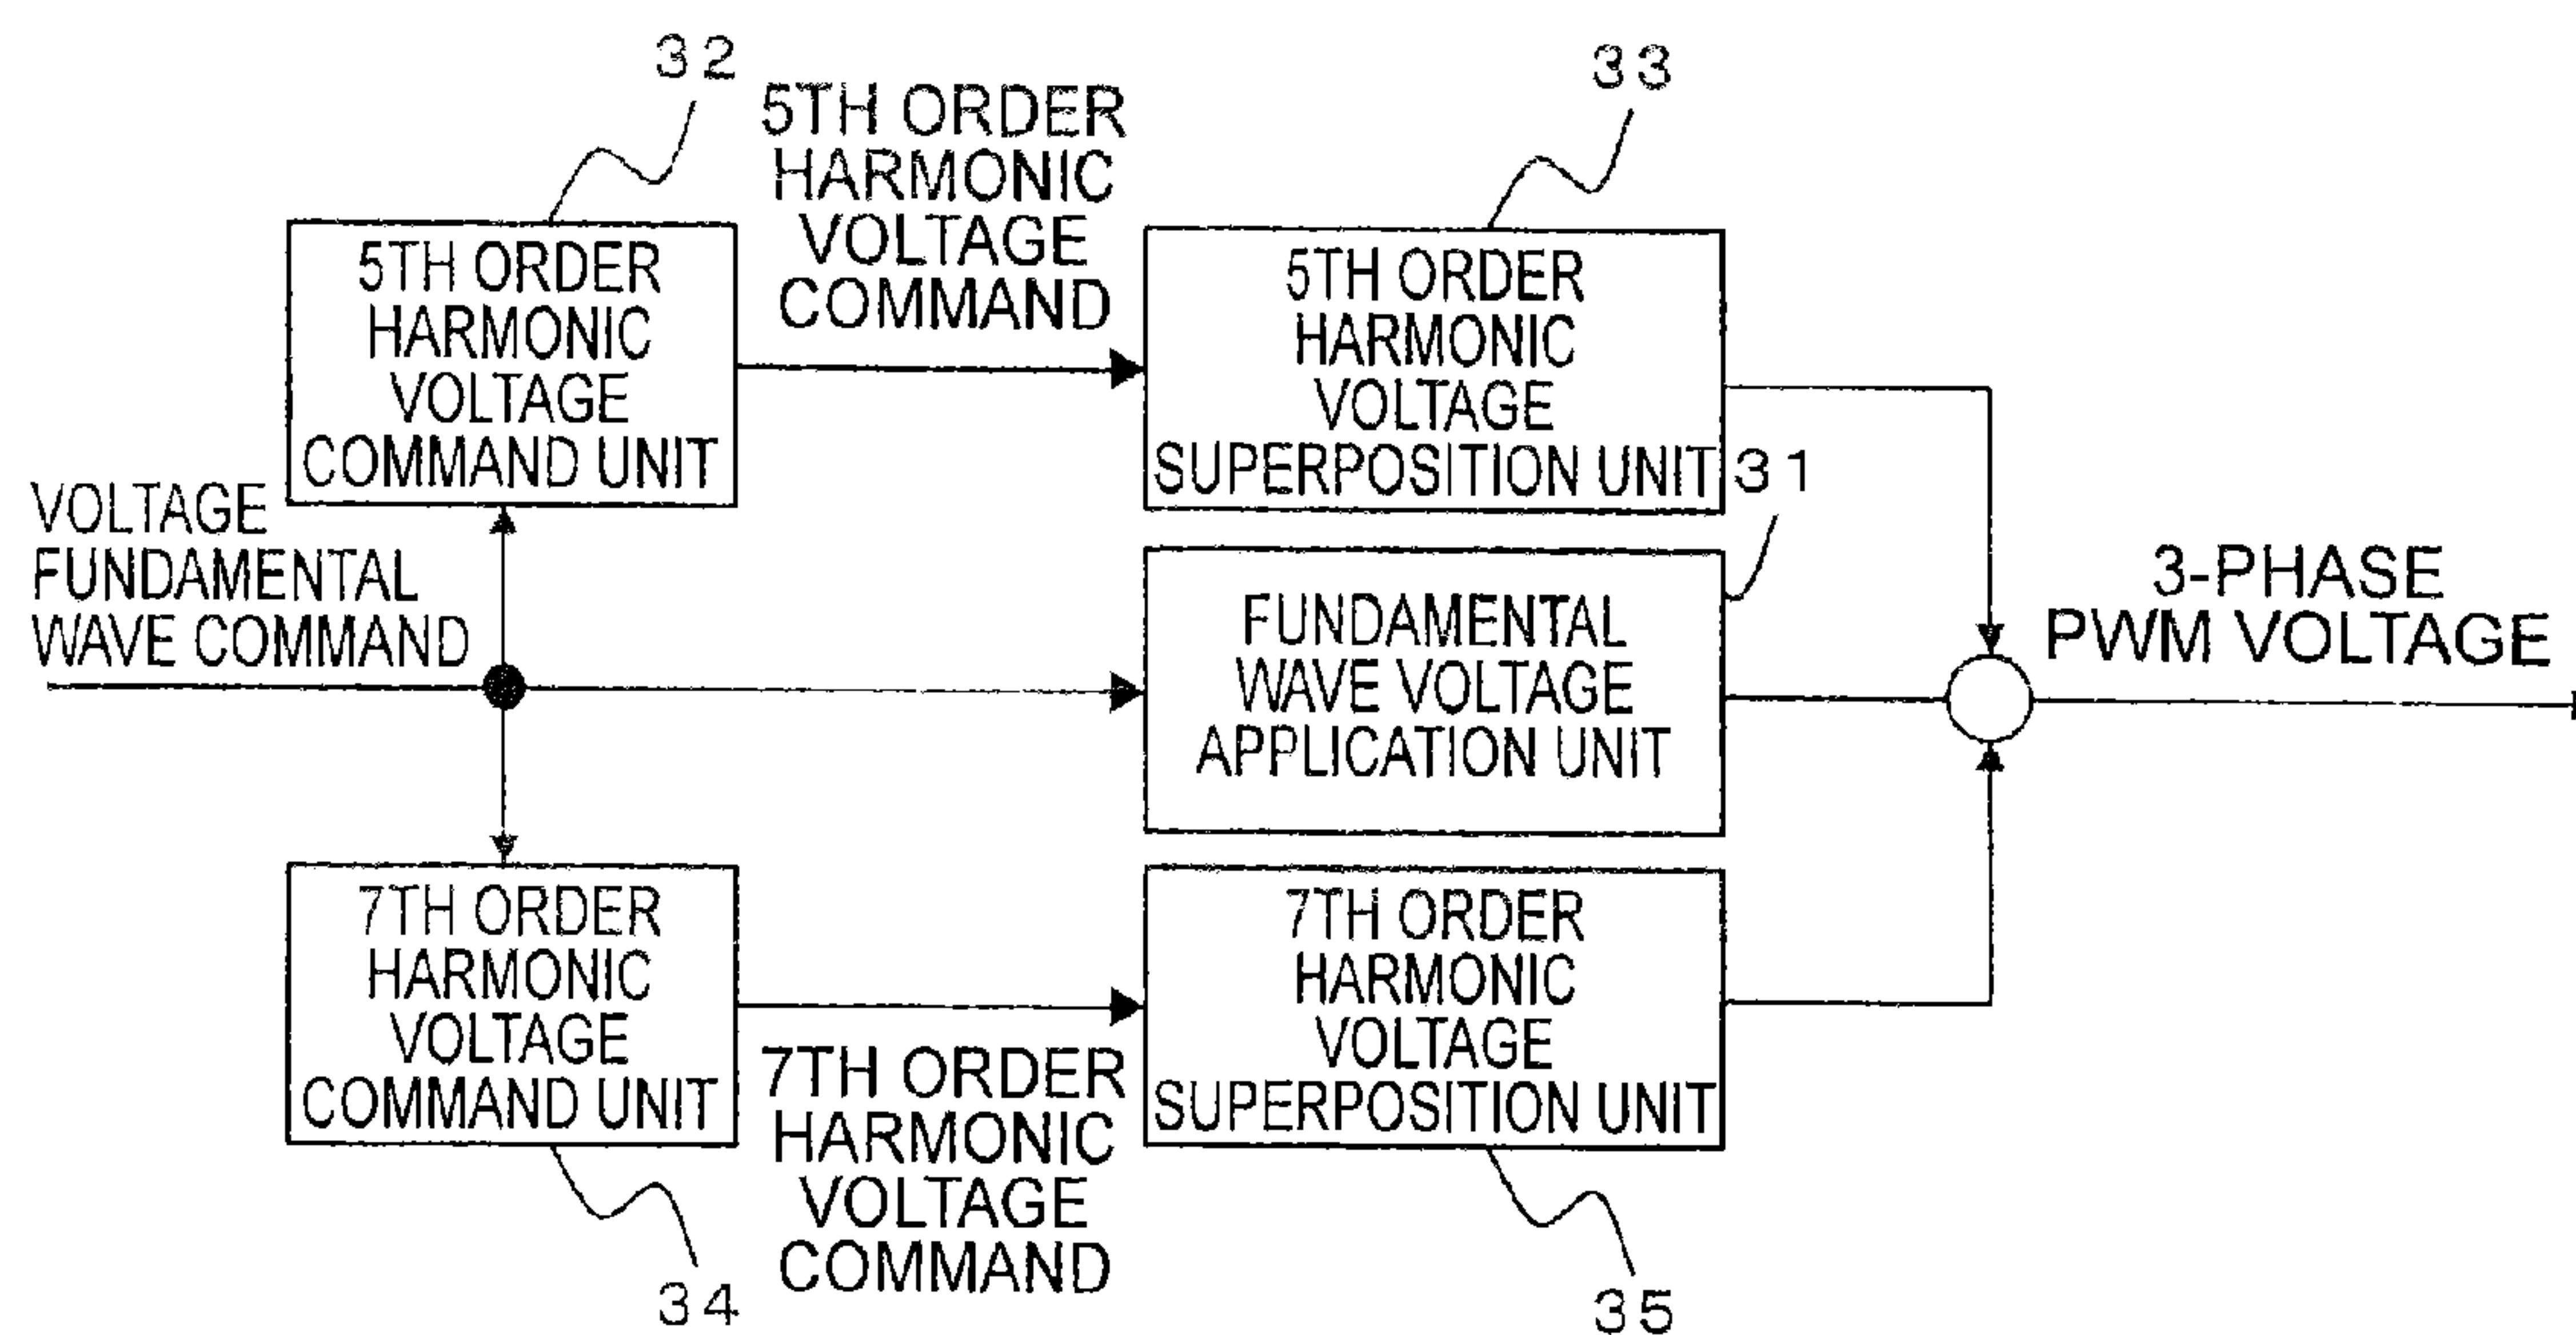 32
33
5TH ORDER
HARMONIC
VOLTAGE
COMMAND
5TH ORDER
HARMONIC
VOLTAGE
COMMAND UNIT
5TH ORDER
HARMONIC
VOLTAGE
SUPERPOSITION UNIT
31
VOLTAGE
FUNDAMENTAL
WAVE COMMAND
FUNDAMENTAL
WAVE VOLTAGE
APPLICATION UNIT
3-PHASE
PWM VOLTAGE
7TH ORDER
HARMONIC
VOLTAGE
COMMAND UNIT
7TH ORDER
HARMONIC
VOLTAGE
COMMAND
7TH ORDER
HARMONIC
VOLTAGE
SUPERPOSITION UNIT
34
35